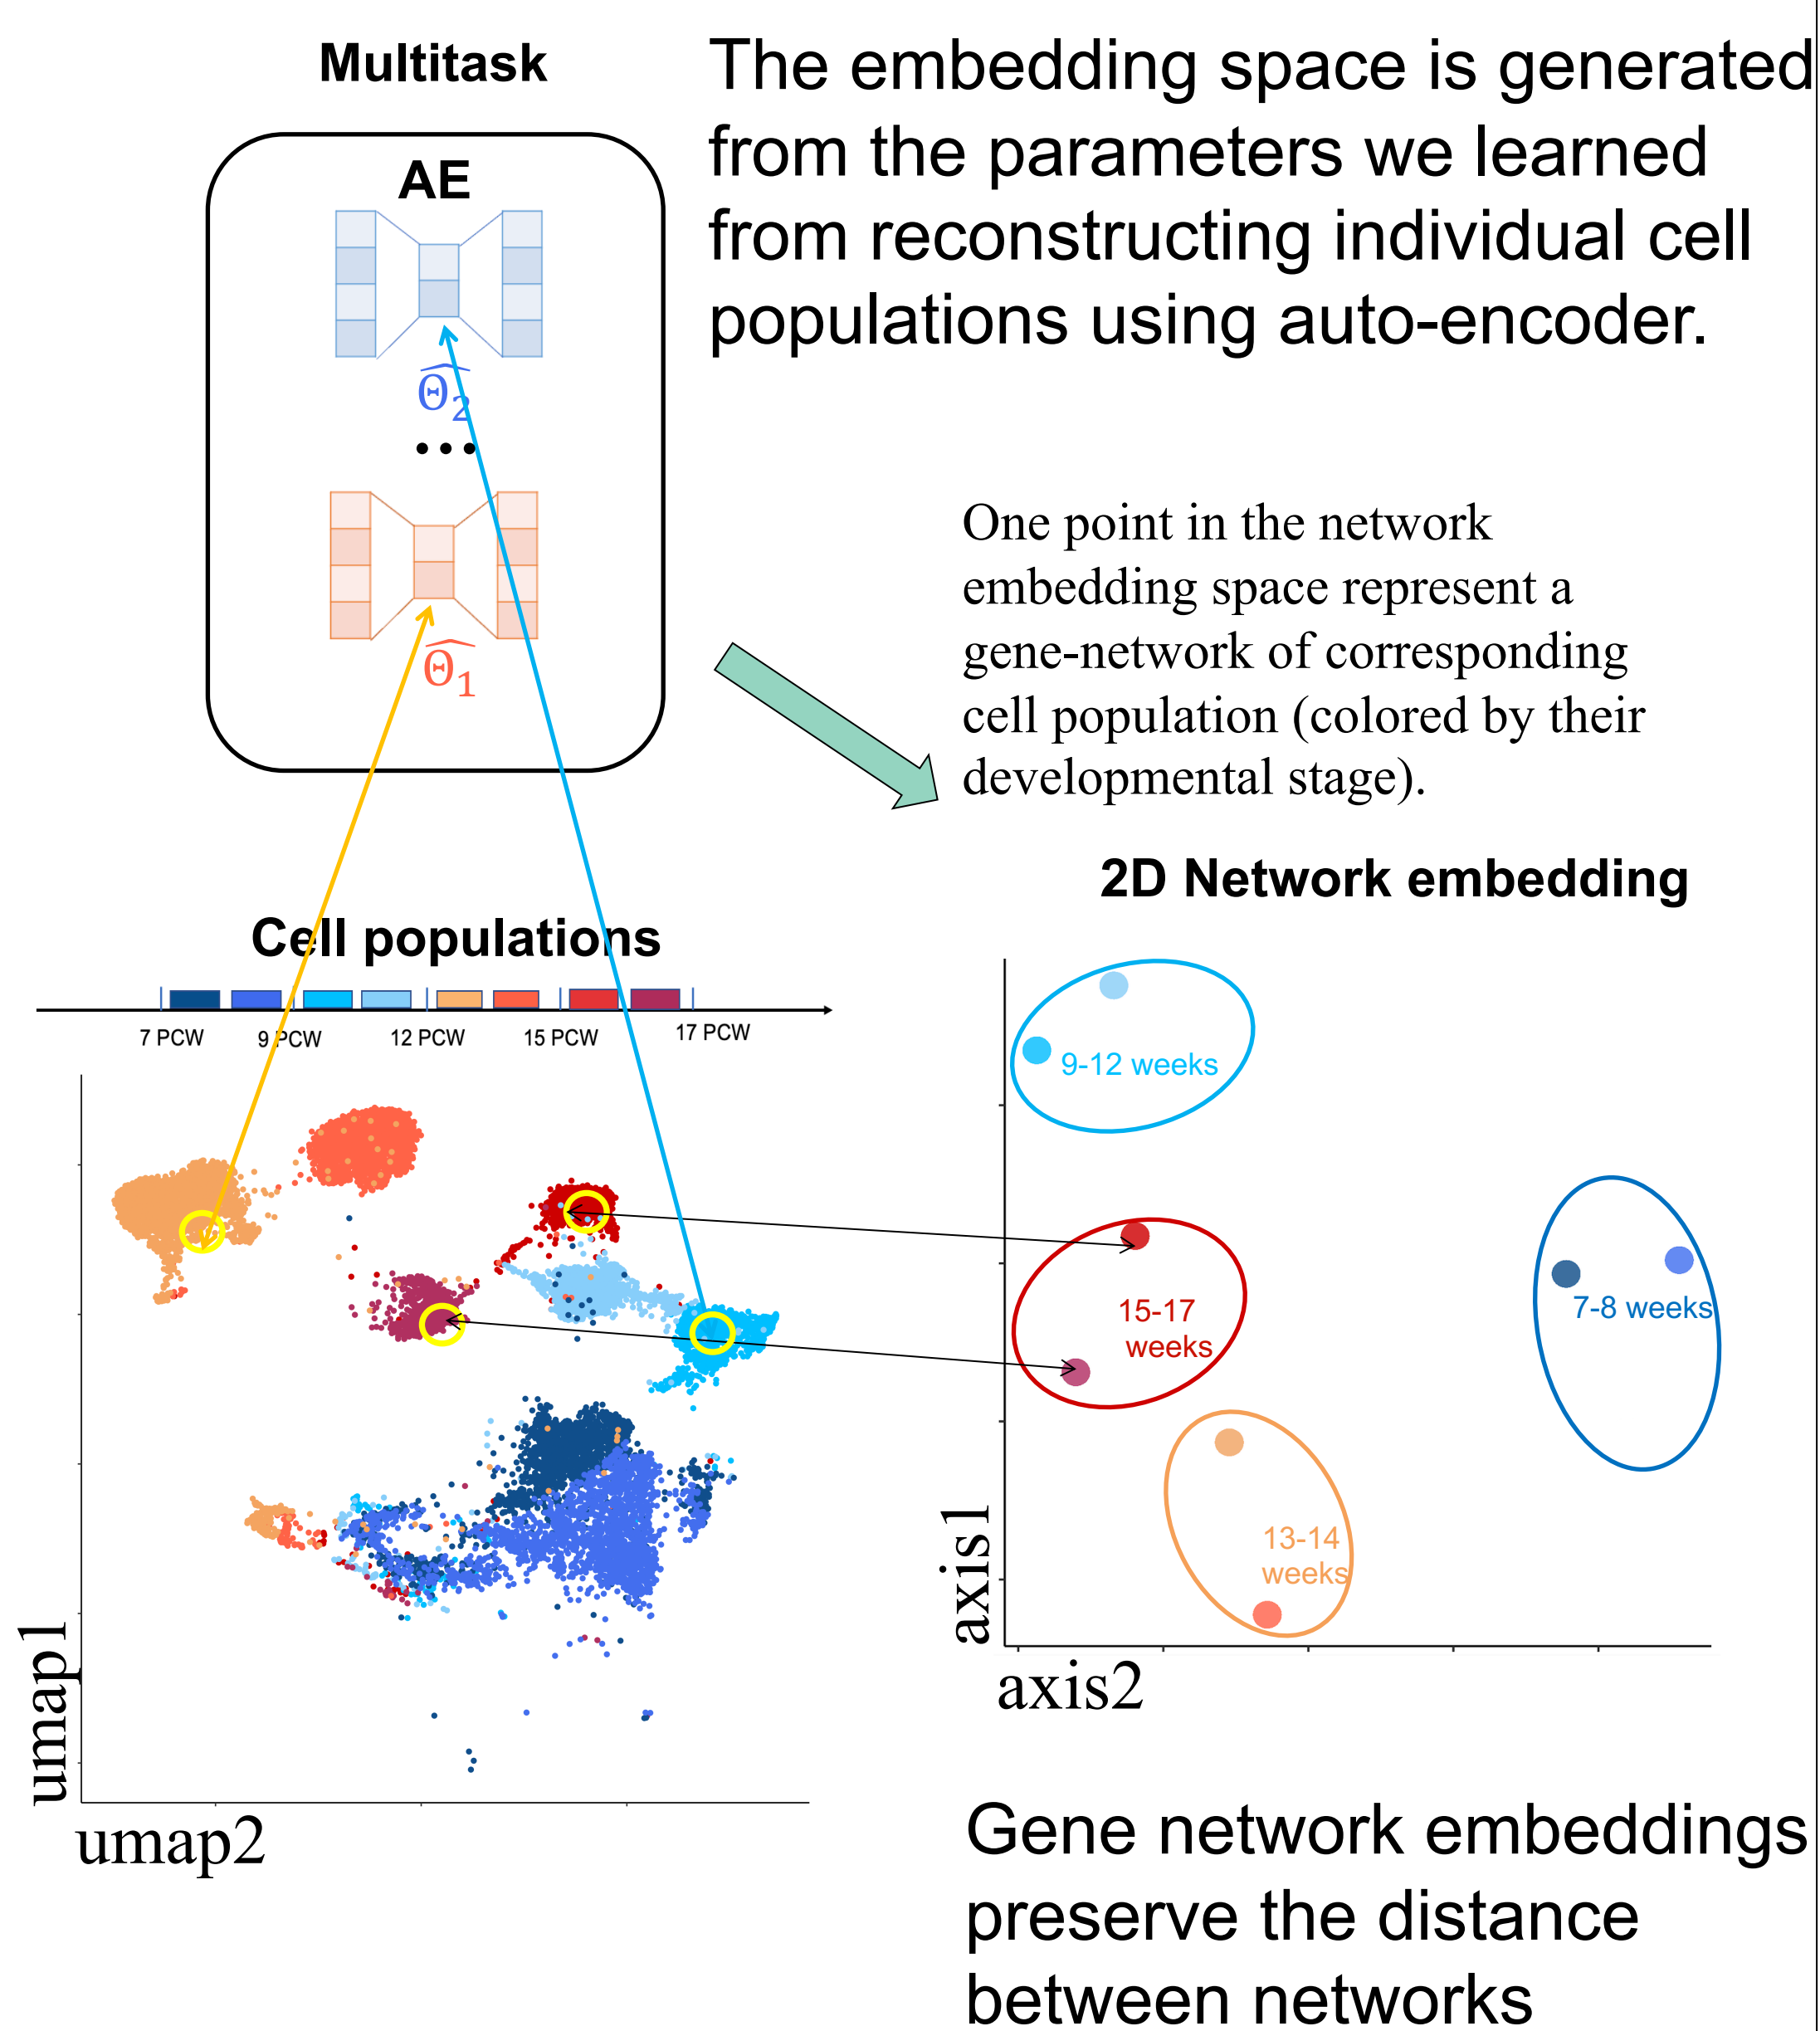 Multitask
The embedding space is generated
from the parameters we learned
from reconstructing individual cell
populations using auto-encoder.
AE
Θ̂₂
...
Θ̂₁
One point in the network
embedding space represent a
gene-network of corresponding
cell population (colored by their
developmental stage).
Cell populations
7 PCW 9 PCW 12 PCW 15 PCW 17 PCW
umap1
umap2
2D Network embedding
9-12 weeks
15-17
weeks
7-8 weeks
13-14
weeks
axis1
axis2
Gene network embeddings
preserve the distance
between networks